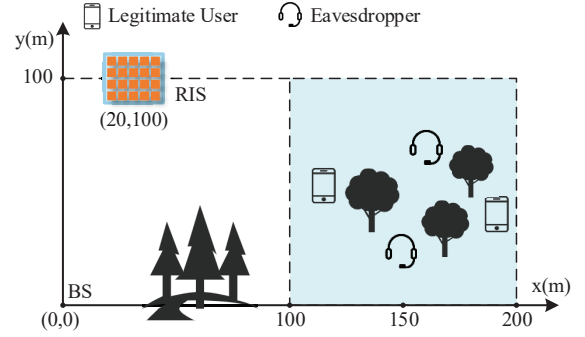 Legitimate User
Eavesdropper
y(m)
100
RIS
(20,100)
BS
x(m)
(0,0)
100
150
200